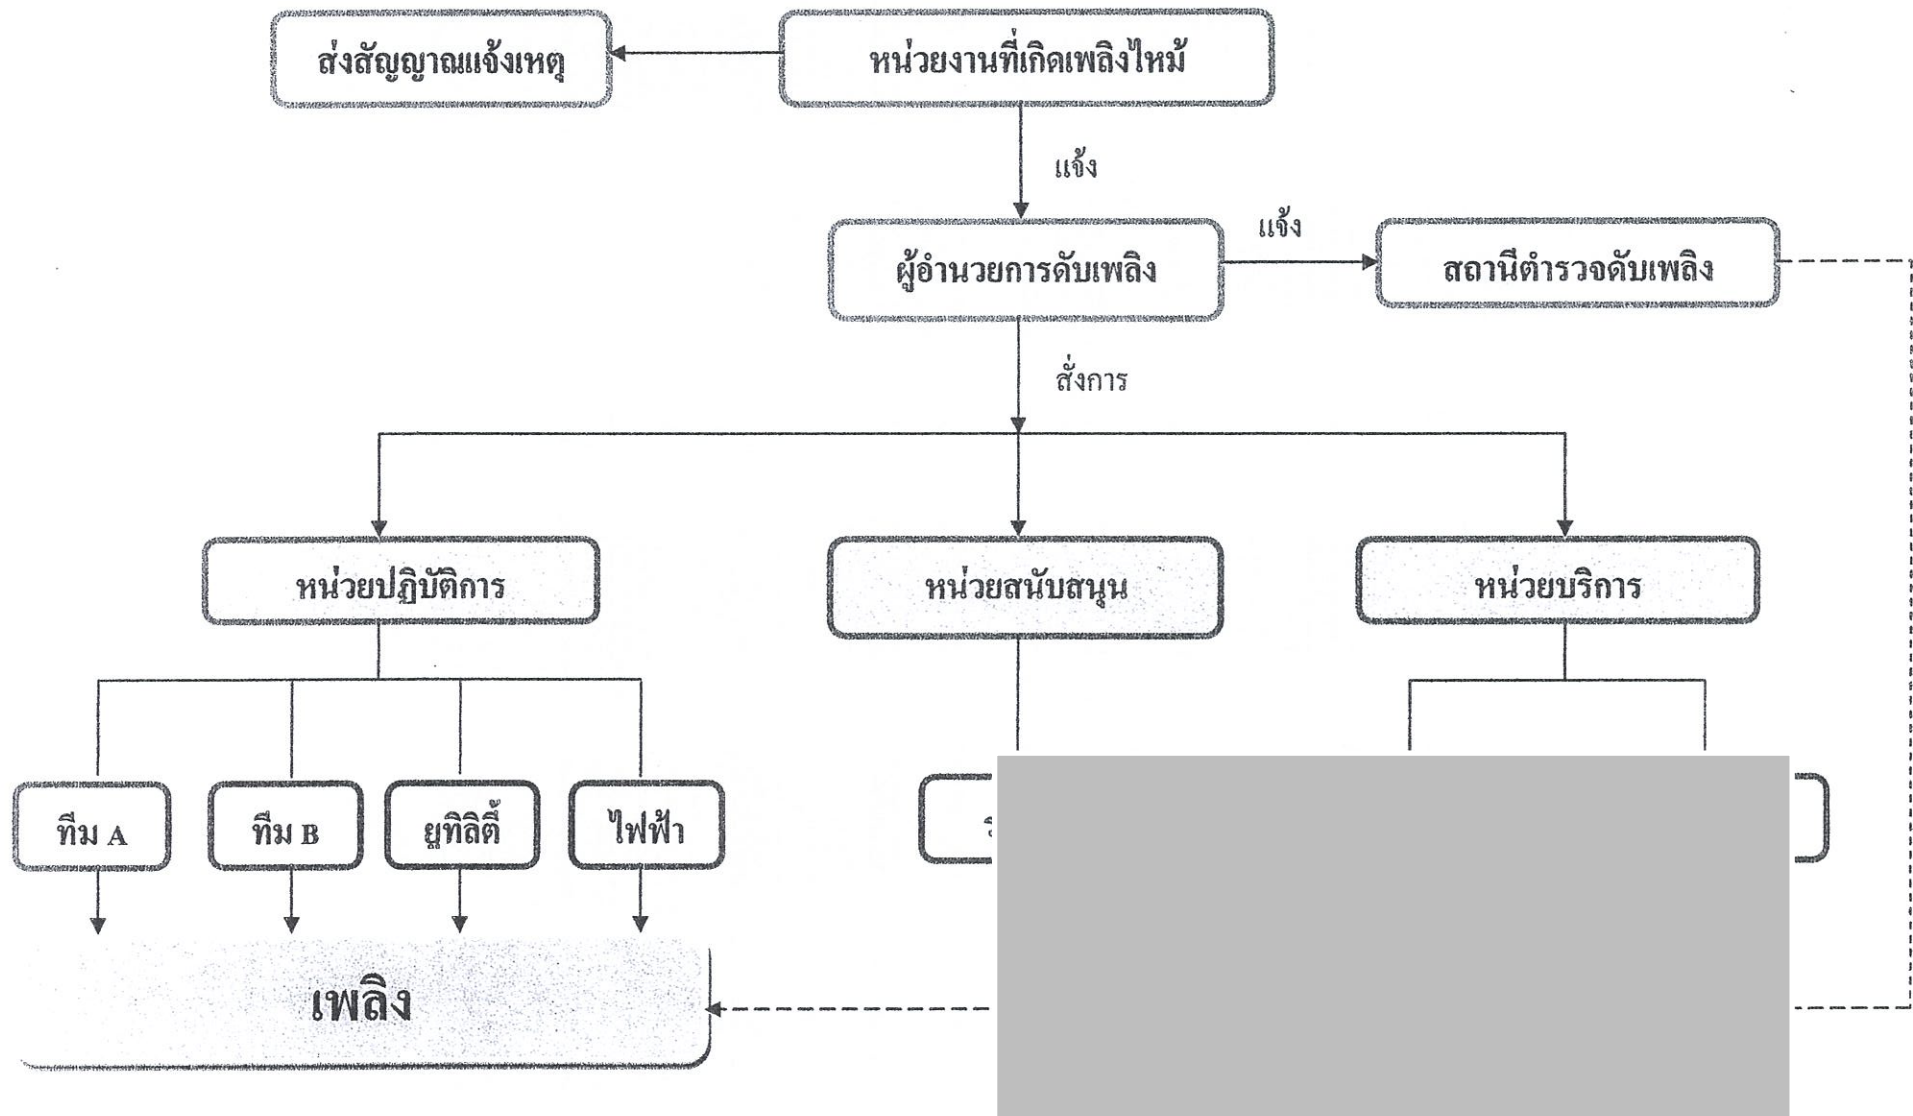 ส่งสัญญาณแจ้งเหตุ
หน่วยงานที่เกิดเพลิงไหม้
แจ้ง
ผู้อำนวยการดับเพลิง
แจ้ง
สถานีตำรวจดับเพลิง
สั่งการ
หน่วยปฏิบัติการ
หน่วยสนับสนุน
หน่วยบริการ
ทีม A
ทีม B
ยูทิลิตี้
ไฟฟ้า
เพลิง